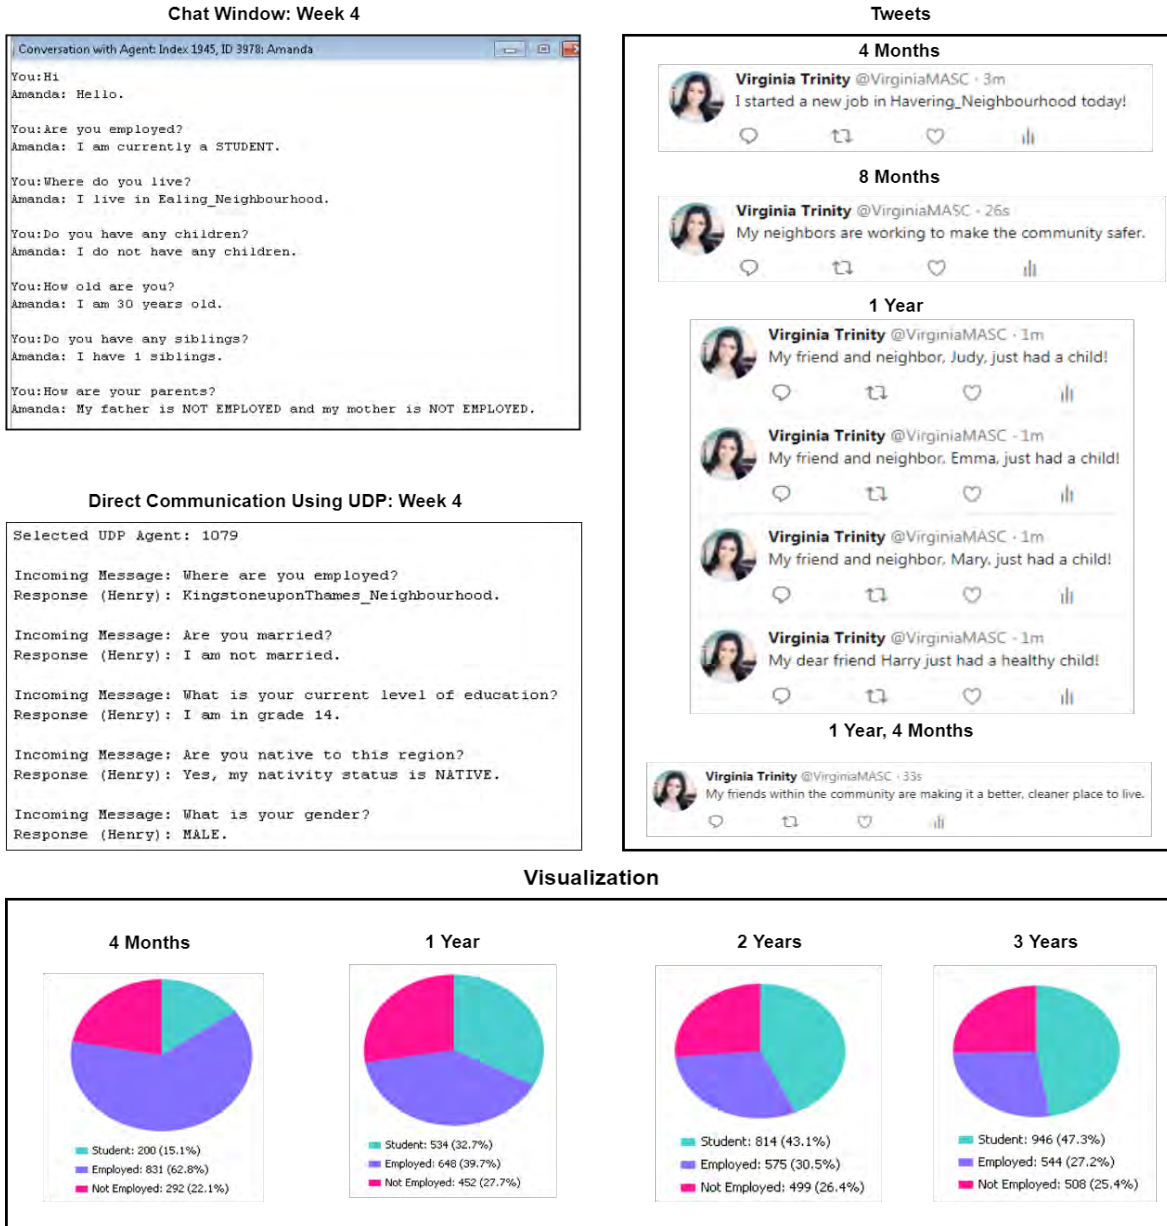 Chat Window: Week 4
Conversation with Agent: Index 1945, ID 3978: Amanda
You:Hi
Amanda: Hello.
You:Are you employed?
Amanda: I am currently a STUDENT.
You:Where do you live?
Amanda: I live in Ealing_Neighbourhood.
You:Do you have any children?
Amanda: I do not have any children.
You:How old are you?
Amanda: I am 30 years old.
You:Do you have any siblings?
Amanda: I have 1 siblings.
You:How are your parents?
Amanda: My father is NOT EMPLOYED and my mother is NOT EMPLOYED.
Direct Communication Using UDP: Week 4
Selected UDP Agent: 1079
Incoming Message: Where are you employed?
Response (Henry): KingstoneuponThames_Neighbourhood.
Incoming Message: Are you married?
Response (Henry): I am not married.
Incoming Message: What is your current level of education?
Response (Henry): I am in grade 14.
Incoming Message: Are you native to this region?
Response (Henry): Yes, my nativity status is NATIVE.
Incoming Message: What is your gender?
Response (Henry): MALE.
Tweets
4 Months
Virginia Trinity @VirginiaMASC · 3m
I started a new job in Havering_Neighbourhood today!
8 Months
Virginia Trinity @VirginiaMASC · 26s
My neighbors are working to make the community safer.
1 Year
Virginia Trinity @VirginiaMASC · 1m
My friend and neighbor, Judy, just had a child!
Virginia Trinity @VirginiaMASC · 1m
My friend and neighbor, Emma, just had a child!
Virginia Trinity @VirginiaMASC · 1m
My friend and neighbor, Mary, just had a child!
Virginia Trinity @VirginiaMASC · 1m
My dear friend Harry just had a healthy child!
1 Year, 4 Months
Virginia Trinity @VirginiaMASC · 33s
My friends within the community are making it a better, cleaner place to live.
Visualization
4 Months
Student: 200 (15.1%)
Employed: 831 (62.8%)
Not Employed: 292 (22.1%)
1 Year
Student: 534 (32.7%)
Employed: 648 (39.7%)
Not Employed: 452 (27.7%)
2 Years
Student: 814 (43.1%)
Employed: 575 (30.5%)
Not Employed: 499 (26.4%)
3 Years
Student: 946 (47.3%)
Employed: 544 (27.2%)
Not Employed: 508 (25.4%)